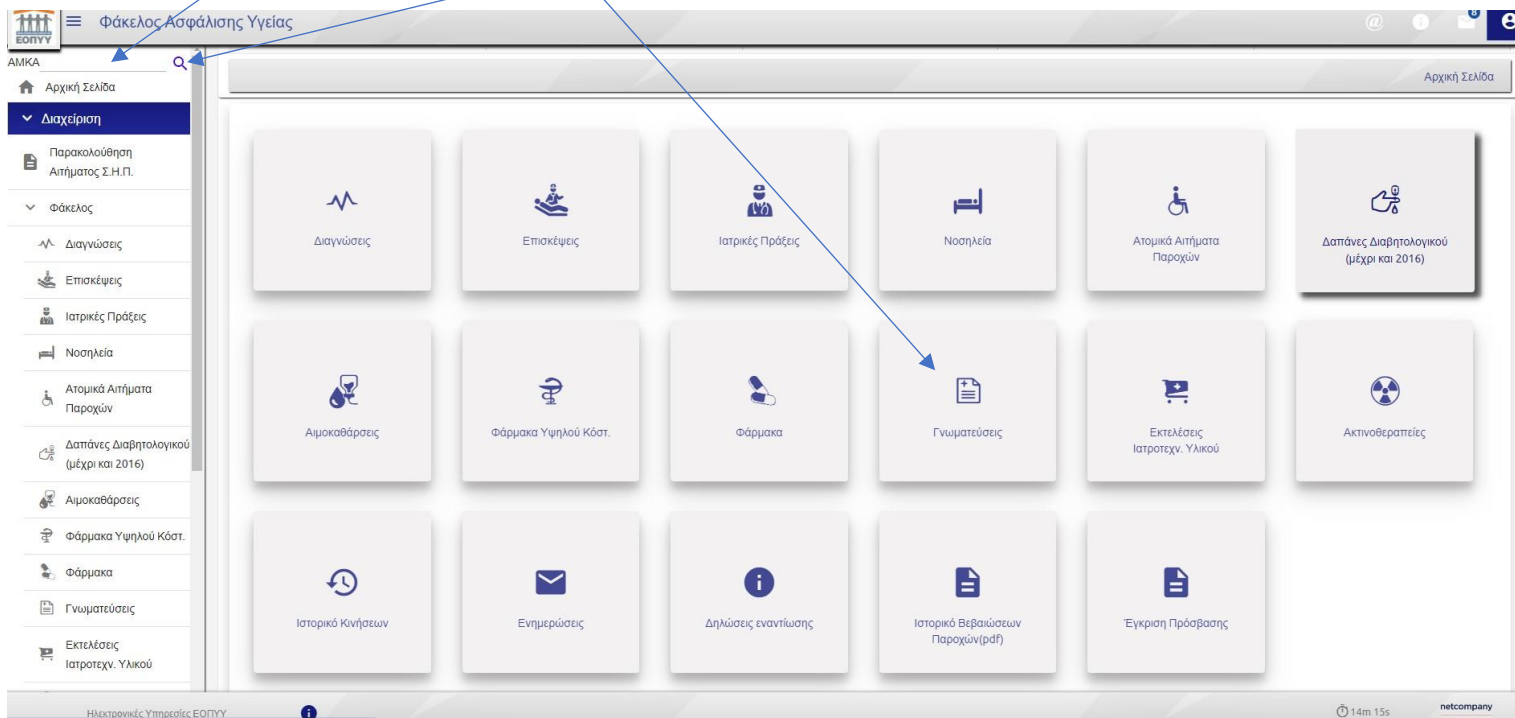 ΕΟΠΥΥ
Φάκελος Ασφάλισης Υγείας
@
8
ΑΜΚΑ
Αρχική Σελίδα
Διαχείριση
Παρακολούθηση
Αιτήματος Σ.Η.Π.
Φάκελος
Διαγνώσεις
Επισκέψεις
Ιατρικές Πράξεις
Νοσηλεία
Ατομικά Αιτήματα
Παροχών
Δαπάνες Διαβητολογικού
(μέχρι και 2016)
Αιμοκαθάρσεις
Φάρμακα Υψηλού Κόστ.
Φάρμακα
Γνωματεύσεις
Εκτελέσεις
Ιατροτεχν. Υλικού
Αρχική Σελίδα
Διαγνώσεις
Επισκέψεις
Ιατρικές Πράξεις
Νοσηλεία
Ατομικά Αιτήματα
Παροχών
Δαπάνες Διαβητολογικού
(μέχρι και 2016)
Αιμοκαθάρσεις
Φάρμακα Υψηλού Κόστ.
Φάρμακα
Γνωματεύσεις
Εκτελέσεις
Ιατροτεχν. Υλικού
Ακτινοθεραπείες
Ιστορικό Κινήσεων
Ενημερώσεις
Δηλώσεις εναντίωσης
Ιστορικό Βεβαιώσεων
Παροχών(pdf)
Έγκριση Πρόσβασης
Ηλεκτρονικές Υπηρεσίες ΕΟΠΥΥ
14m 15s
netcompany